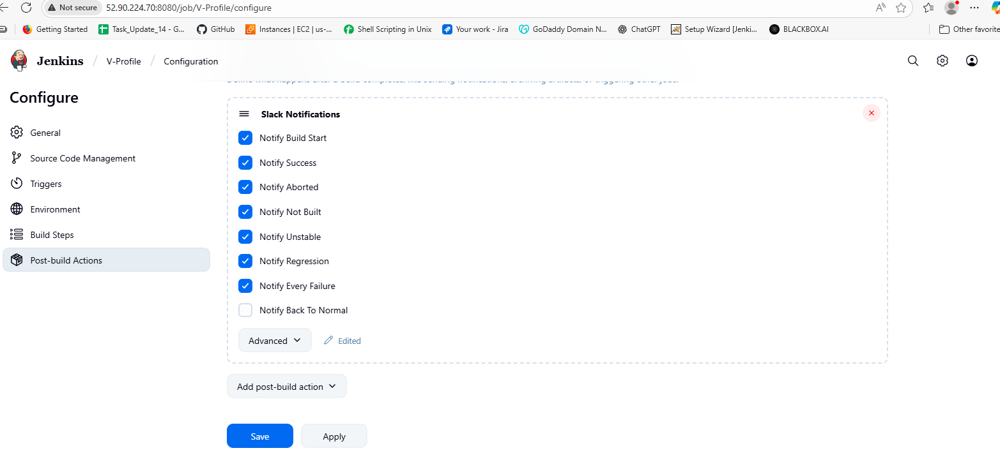 Not secure 52.90.224.70:8080/job/V-Profile/configure
Getting Started Task_Update_14 - G... GitHub Instances | EC2 | us-... Shell Scripting in Unix Your work - Jira GoDaddy Domain N... ChatGPT Setup Wizard [Jenki... BLACKBOX.AI Other favorite
Jenkins / V-Profile / Configuration
Define what happens after a build completes, like sending notifications, archiving artifacts, or triggering other jobs.
Configure
General
Source Code Management
Triggers
Environment
Build Steps
Post-build Actions
Slack Notifications
Notify Build Start
Notify Success
Notify Aborted
Notify Not Built
Notify Unstable
Notify Regression
Notify Every Failure
Notify Back To Normal
Advanced Edited
Add post-build action
Save Apply